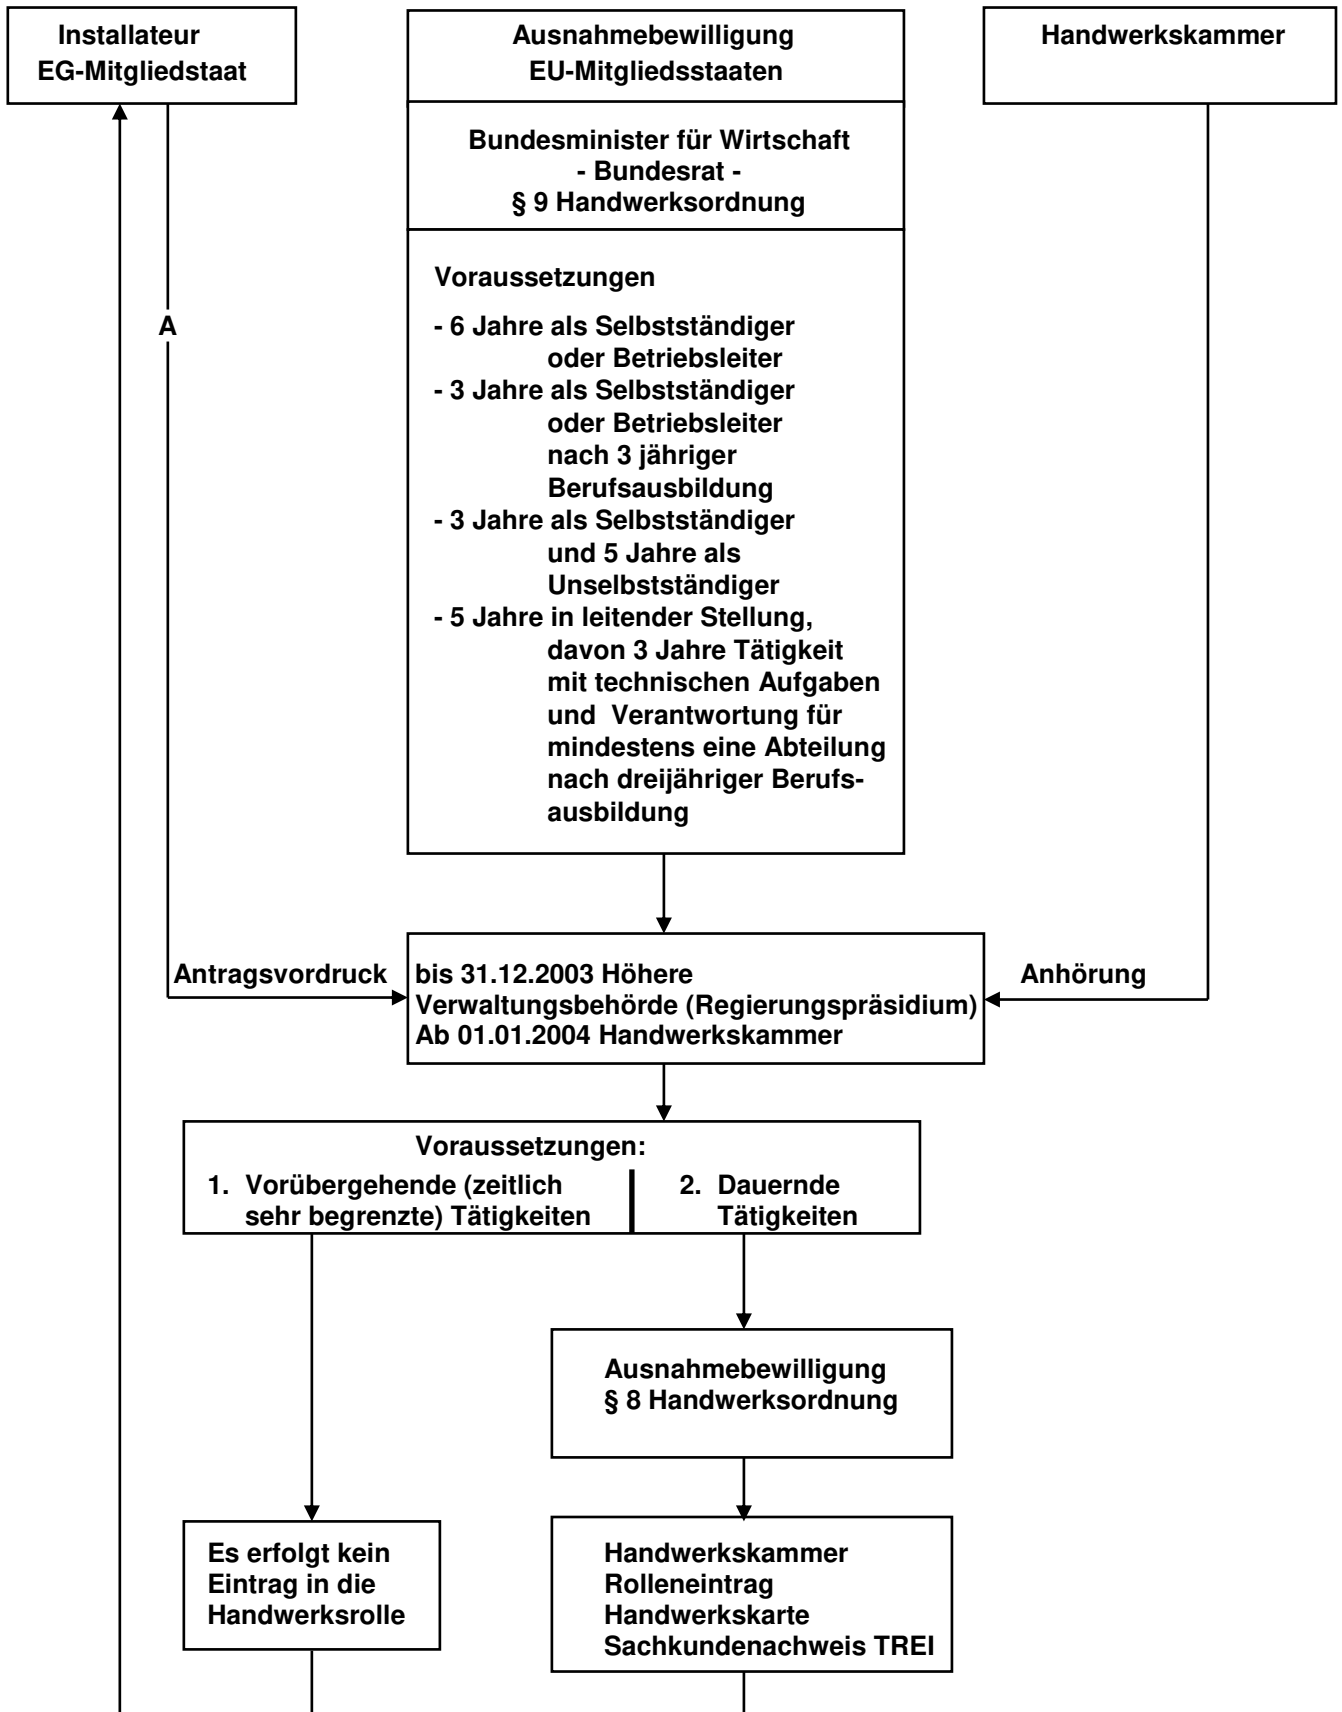 Installateur
EG-Mitgliedstaat
Ausnahmebewilligung
EU-Mitgliedsstaaten
Handwerkskammer
Bundesminister für Wirtschaft
- Bundesrat -
§ 9 Handwerksordnung
Voraussetzungen
- 6 Jahre als Selbstständiger
oder Betriebsleiter
- 3 Jahre als Selbstständiger
oder Betriebsleiter
nach 3 jähriger
Berufsausbildung
- 3 Jahre als Selbstständiger
und 5 Jahre als
Unselbstständiger
- 5 Jahre in leitender Stellung,
davon 3 Jahre Tätigkeit
mit technischen Aufgaben
und Verantwortung für
mindestens eine Abteilung
nach dreijähriger Berufs-
ausbildung
A
Antragsvordruck
bis 31.12.2003 Höhere
Verwaltungsbehörde (Regierungspräsidium)
Ab 01.01.2004 Handwerkskammer
Anhörung
Voraussetzungen:
1. Vorübergehende (zeitlich
sehr begrenzte) Tätigkeiten
2. Dauernde
Tätigkeiten
Ausnahmebewilligung
§ 8 Handwerksordnung
Es erfolgt kein
Eintrag in die
Handwerksrolle
Handwerkskammer
Rolleneintrag
Handwerkskarte
Sachkundenachweis TREI